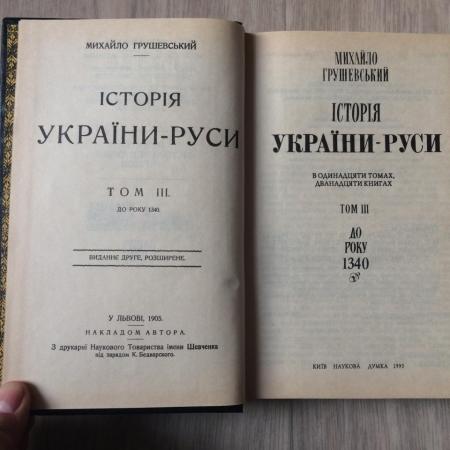 МИХАЙЛО ГРУШЕВСЬКИЙ
ІСТОРІЯ
УКРАЇНИ-РУСИ
ТОМ III.
ДО РОКУ 1340.
ВИДАННЄ ДРУГЕ, РОЗШИРЕНЕ.
У ЛЬВОВІ, 1905.
НАКЛАДОМ АВТОРА.
З друкарні Наукового Товариства імени Шевченка
під зарядом К. Беднарского.
МИХАЙЛО
ГРУШЕВСЬКИЙ
ІСТОРІЯ
УКРАЇНИ-РУСИ
В ОДИНАДЦЯТИ ТОМАХ,
ДВАНАДЦЯТИ КНИГАХ
ТОМ III
ДО
РОКУ
1340
КИЇВ НАУКОВА ДУМКА 1993